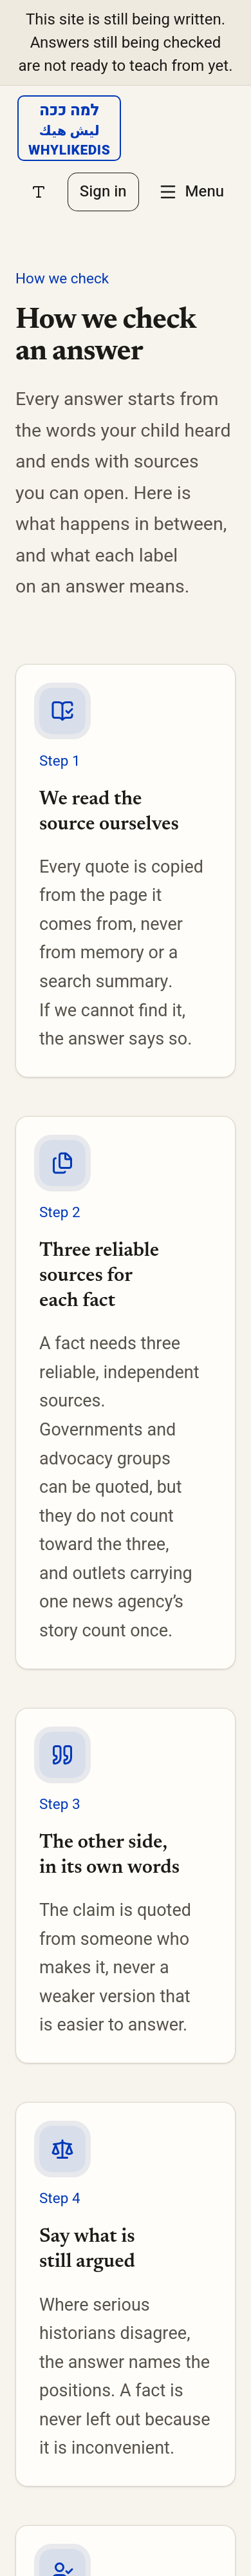 This site is still being written.
Answers still being checked
are not ready to teach from yet.
למה ככה
ليش هيك
WHYLIKEDIS
T
Sign in
Menu
How we check
How we check
an answer
Every answer starts from
the words your child heard
and ends with sources
you can open. Here is
what happens in between,
and what each label
on an answer means.
Step 1
We read the
source ourselves
Every quote is copied
from the page it
comes from, never
from memory or a
search summary.
If we cannot find it,
the answer says so.
Step 2
Three reliable
sources for
each fact
A fact needs three
reliable, independent
sources.
Governments and
advocacy groups
can be quoted, but
they do not count
toward the three,
and outlets carrying
one news agency’s
story count once.
Step 3
The other side,
in its own words
The claim is quoted
from someone who
makes it, never a
weaker version that
is easier to answer.
Step 4
Say what is
still argued
Where serious
historians disagree,
the answer names the
positions. A fact is
never left out because
it is inconvenient.